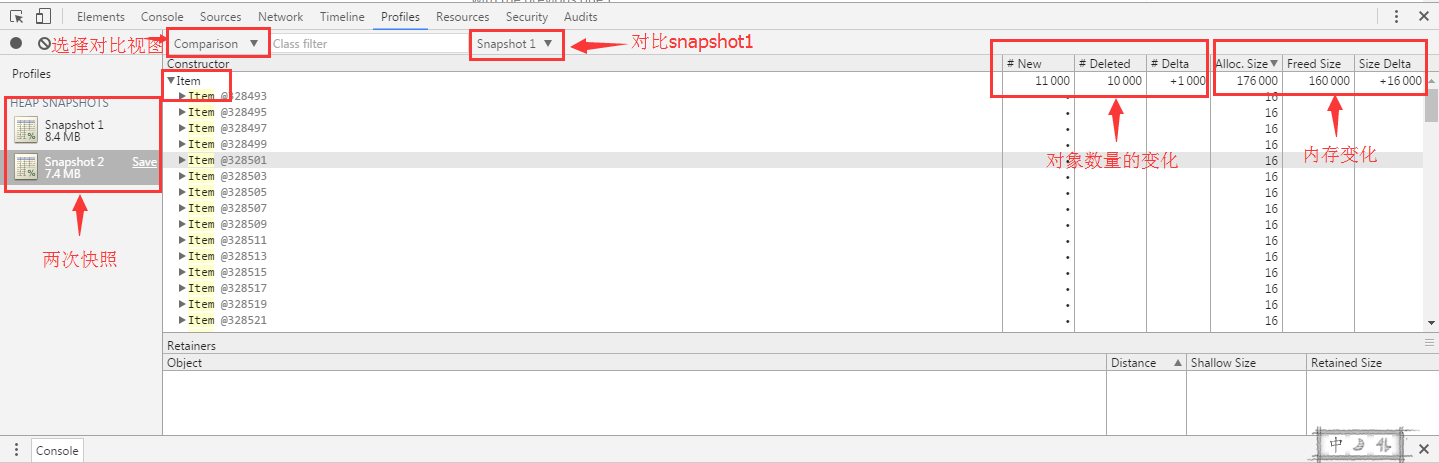 Elements Console Sources Network Timeline Profiles Resources Security Audits
选择对比视图 Comparison ▼ Class filter Snapshot 1 ▼ 对比snapshot1
Profiles
Constructor # New # Deleted # Delta Alloc. Size▼ Freed Size Size Delta
▼Item 11 000 10 000 +1 000 176 000 160 000 +16 000
HEAP SNAPSHOTS
Snapshot 1
8.4 MB
Snapshot 2 Save
7.4 MB
两次快照
▶Item @328493 • 16
▶Item @328495 • 16
▶Item @328497 • 16
▶Item @328499 • 16
▶Item @328501 • 16
▶Item @328503 • 16
▶Item @328505 • 16
▶Item @328507 • 16
▶Item @328509 • 16
▶Item @328511 • 16
▶Item @328513 • 16
▶Item @328515 • 16
▶Item @328517 • 16
▶Item @328519 • 16
▶Item @328521 • 16
对象数量的变化
内存变化
Retainers
Object Distance ▲ Shallow Size Retained Size
Console
中